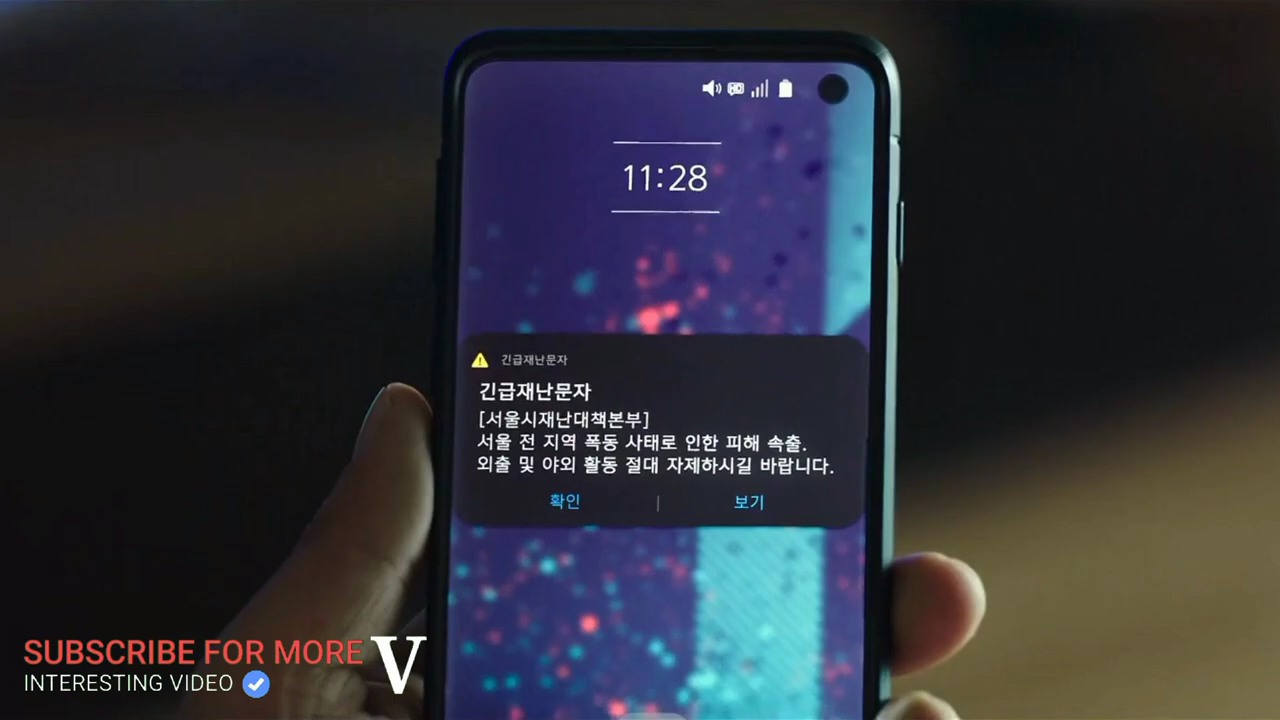 11:28
긴급재난문자
긴급재난문자
[서울시재난대책본부]
서울 전 지역 폭동 사태로 인한 피해 속출.
외출 및 야외 활동 절대 자제하시길 바랍니다.
확인 | 보기
SUBSCRIBE FOR MORE
INTERESTING VIDEO
V